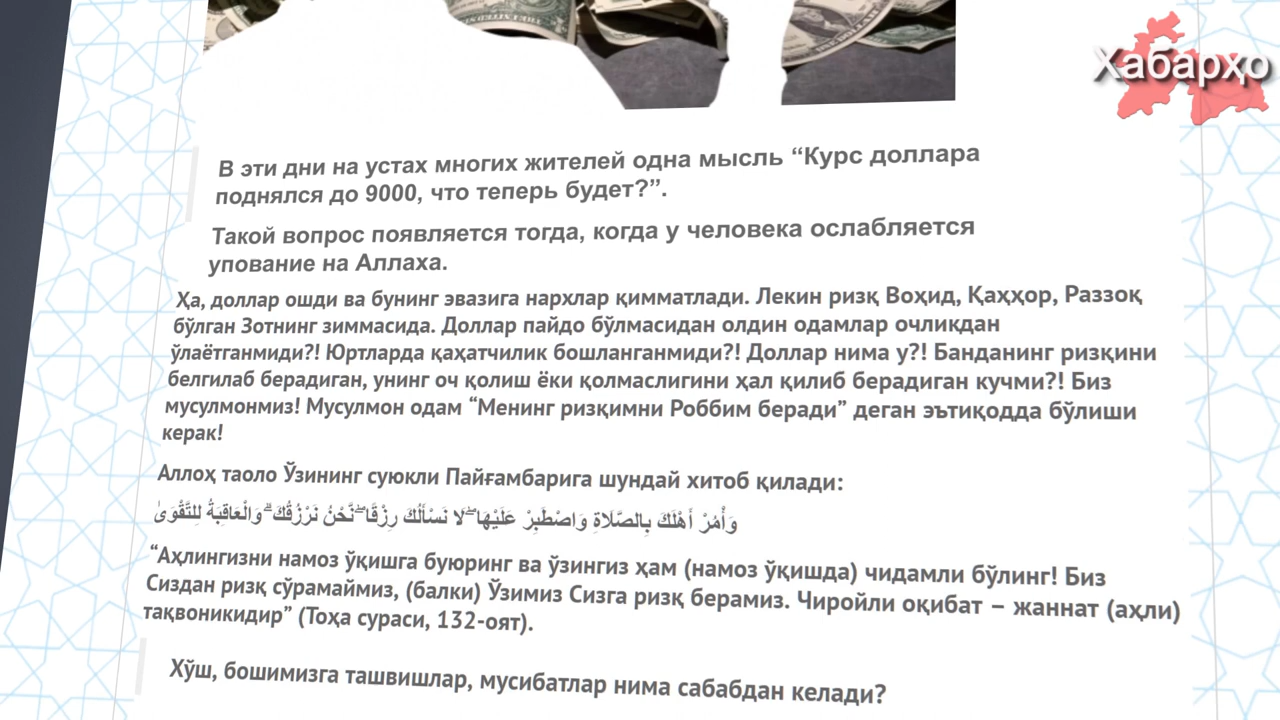 Хабарҳо
В эти дни на устах многих жителей одна мысль “Курс доллара
поднялся до 9000, что теперь будет?”.
Такой вопрос появляется тогда, когда у человека ослабляется
упование на Аллаха.
Ҳа, доллар ошди ва бунинг эвазига нархлар қимматлади. Лекин ризқ Воҳид, Қаҳҳор, Раззоқ
бўлган Зотнинг зиммасида. Доллар пайдо бўлмасидан олдин одамлар очликдан
ўлаётганмиди?! Юртларда қаҳатчилик бошланганмиди?! Доллар нима у?! Банданинг ризқини
белгилаб берадиган, унинг оч қолиш ёки қолмаслигини ҳал қилиб берадиган кучми?! Биз
мусулмонмиз! Мусулмон одам “Менинг ризқимни Роббим беради” деган эътиқодда бўлиши
керак!
Аллоҳ таоло Ўзининг суюкли Пайғамбарига шундай хитоб қилади:
وَأْمُرْ أَهْلَكَ بِالصَّلَاةِ وَاصْطَبِرْ عَلَيْهَا ۖ لَا نَسْأَلُكَ رِزْقًا ۖ نَّحْنُ نَرْزُقُكَ ۗ وَالْعَاقِبَةُ لِلتَّقْوَىٰ
“Аҳлингизни намоз ўқишга буюринг ва ўзингиз ҳам (намоз ўқишда) чидамли бўлинг! Биз
Сиздан ризқ сўрамаймиз, (балки) Ўзимиз Сизга ризқ берамиз. Чиройли оқибат – жаннат (аҳли)
тақвоникидир” (Тоҳа сураси, 132-оят).
Хўш, бошимизга ташвишлар, мусибатлар нима сабабдан келади?